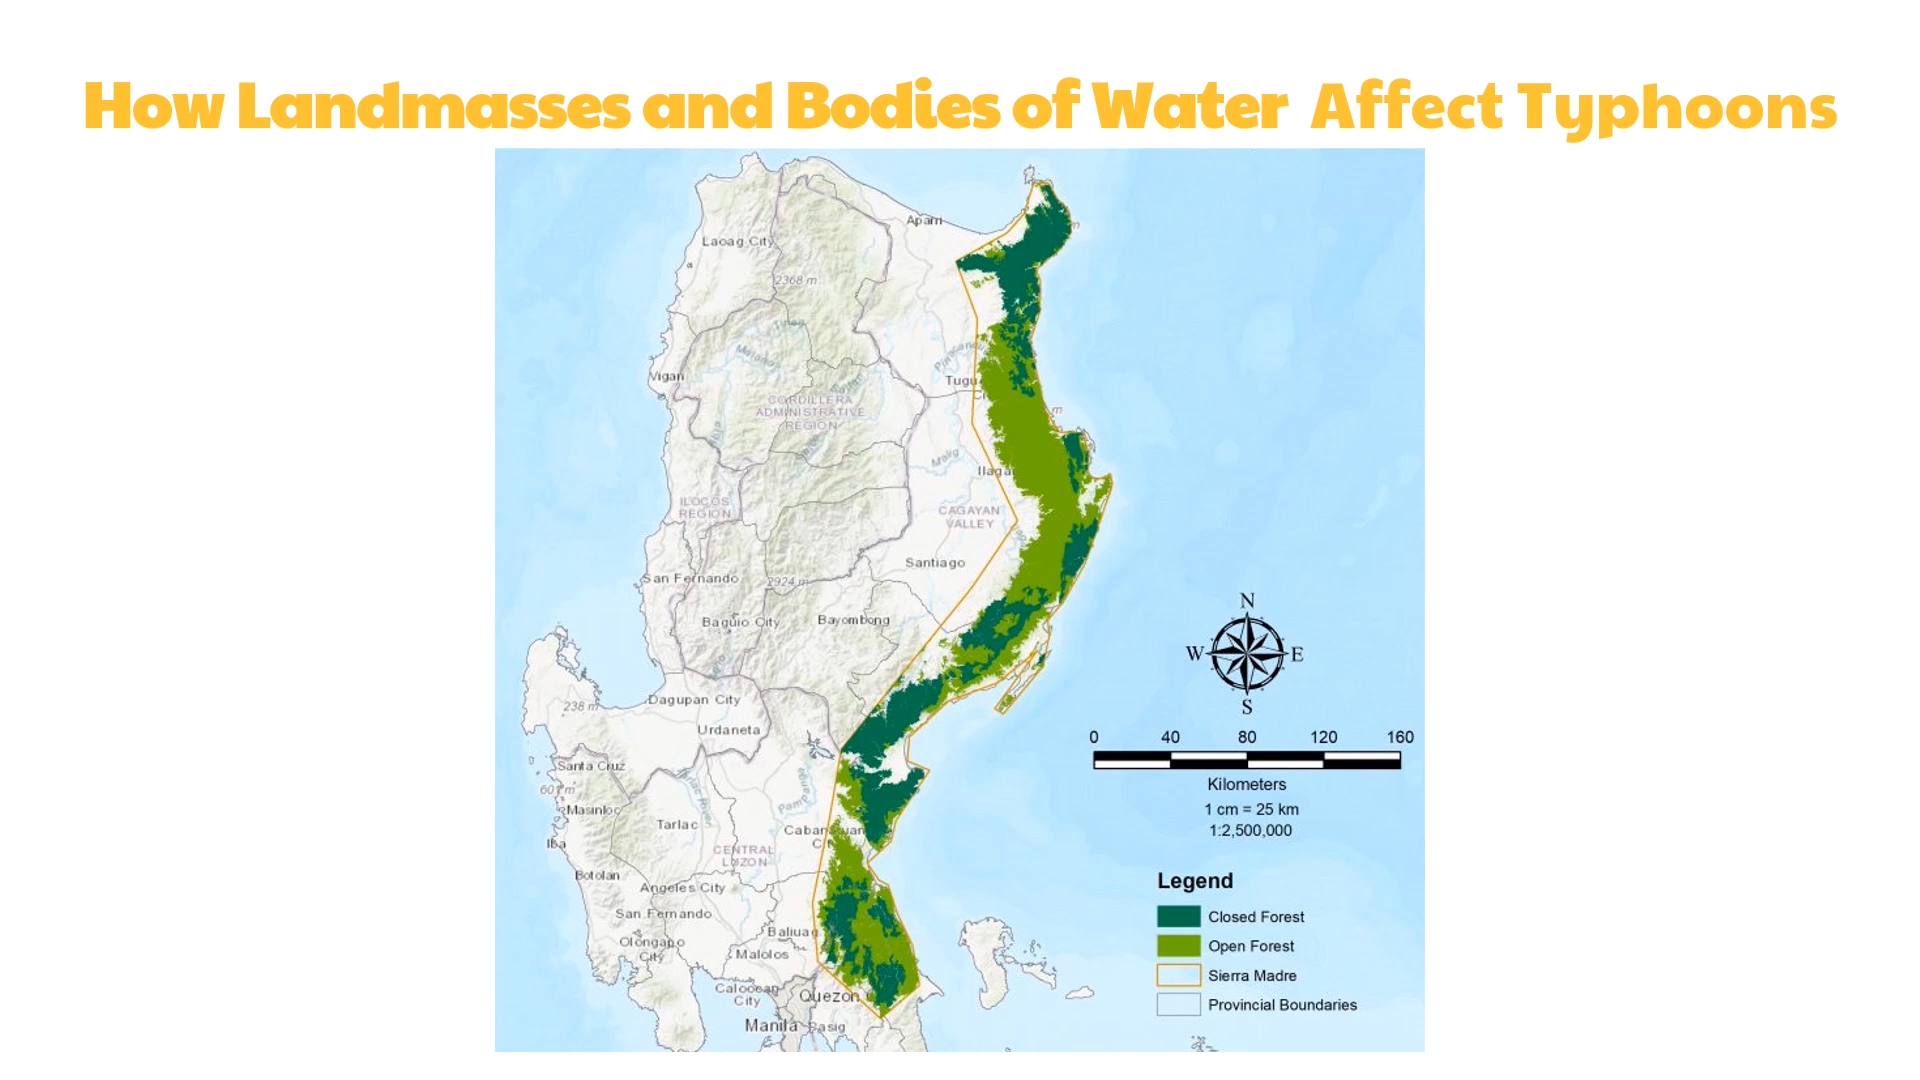 How Landmasses and Bodies of Water Affect Typhoons
Aparri
Laoag City
2368 m
m
Vigan
Tugu
m
CORDILLERA
ADMINISTRATIVE
REGION
Ilaga
ILOCOS
REGION
CAGAYAN
VALLEY
Santiago
San Fernando
2924 m
Baguio City
Bayombong
N
W
E
S
Dagupan City
238 m
Urdaneta
0 40 80 120 160
Kilometers
1 cm = 25 km
1:2,500,000
Santa Cruz
601 m
Masinloc
Tarlac
Pampanga
Iba
CENTRAL
LUZON
Botolan
Angeles City
San Fernando
Baliuag
Olongapo
City
Malolos
Caloocan
City
Quezon
Manila
Pasig
Legend
Closed Forest
Open Forest
Sierra Madre
Provincial Boundaries